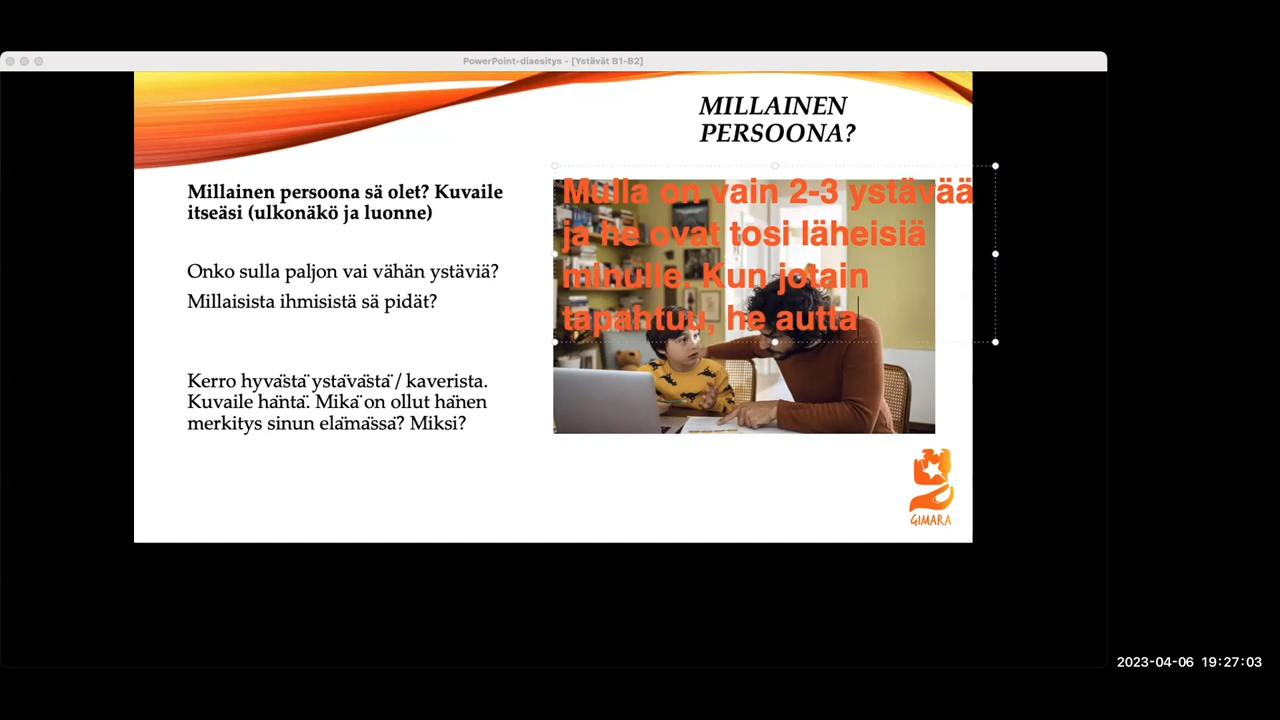 PowerPoint-diaesitys - [Ystävät B1-B2]
MILLAINEN
PERSOONA?
Millainen persoona sä olet? Kuvaile
itseäsi (ulkonäkö ja luonne)
Onko sulla paljon vai vähän ystäviä?
Millaisista ihmisistä sä pidät?
Kerro hyvästä ystävästä / kaverista.
Kuvaile häntä. Mikä on ollut hänen
merkitys sinun elämässä? Miksi?
Mulla on vain 2-3 ystävää
ja he ovat tosi läheisiä
minulle. Kun jotain
tapahtuu, he autta
GIMARA
2023-04-06 19:27:03